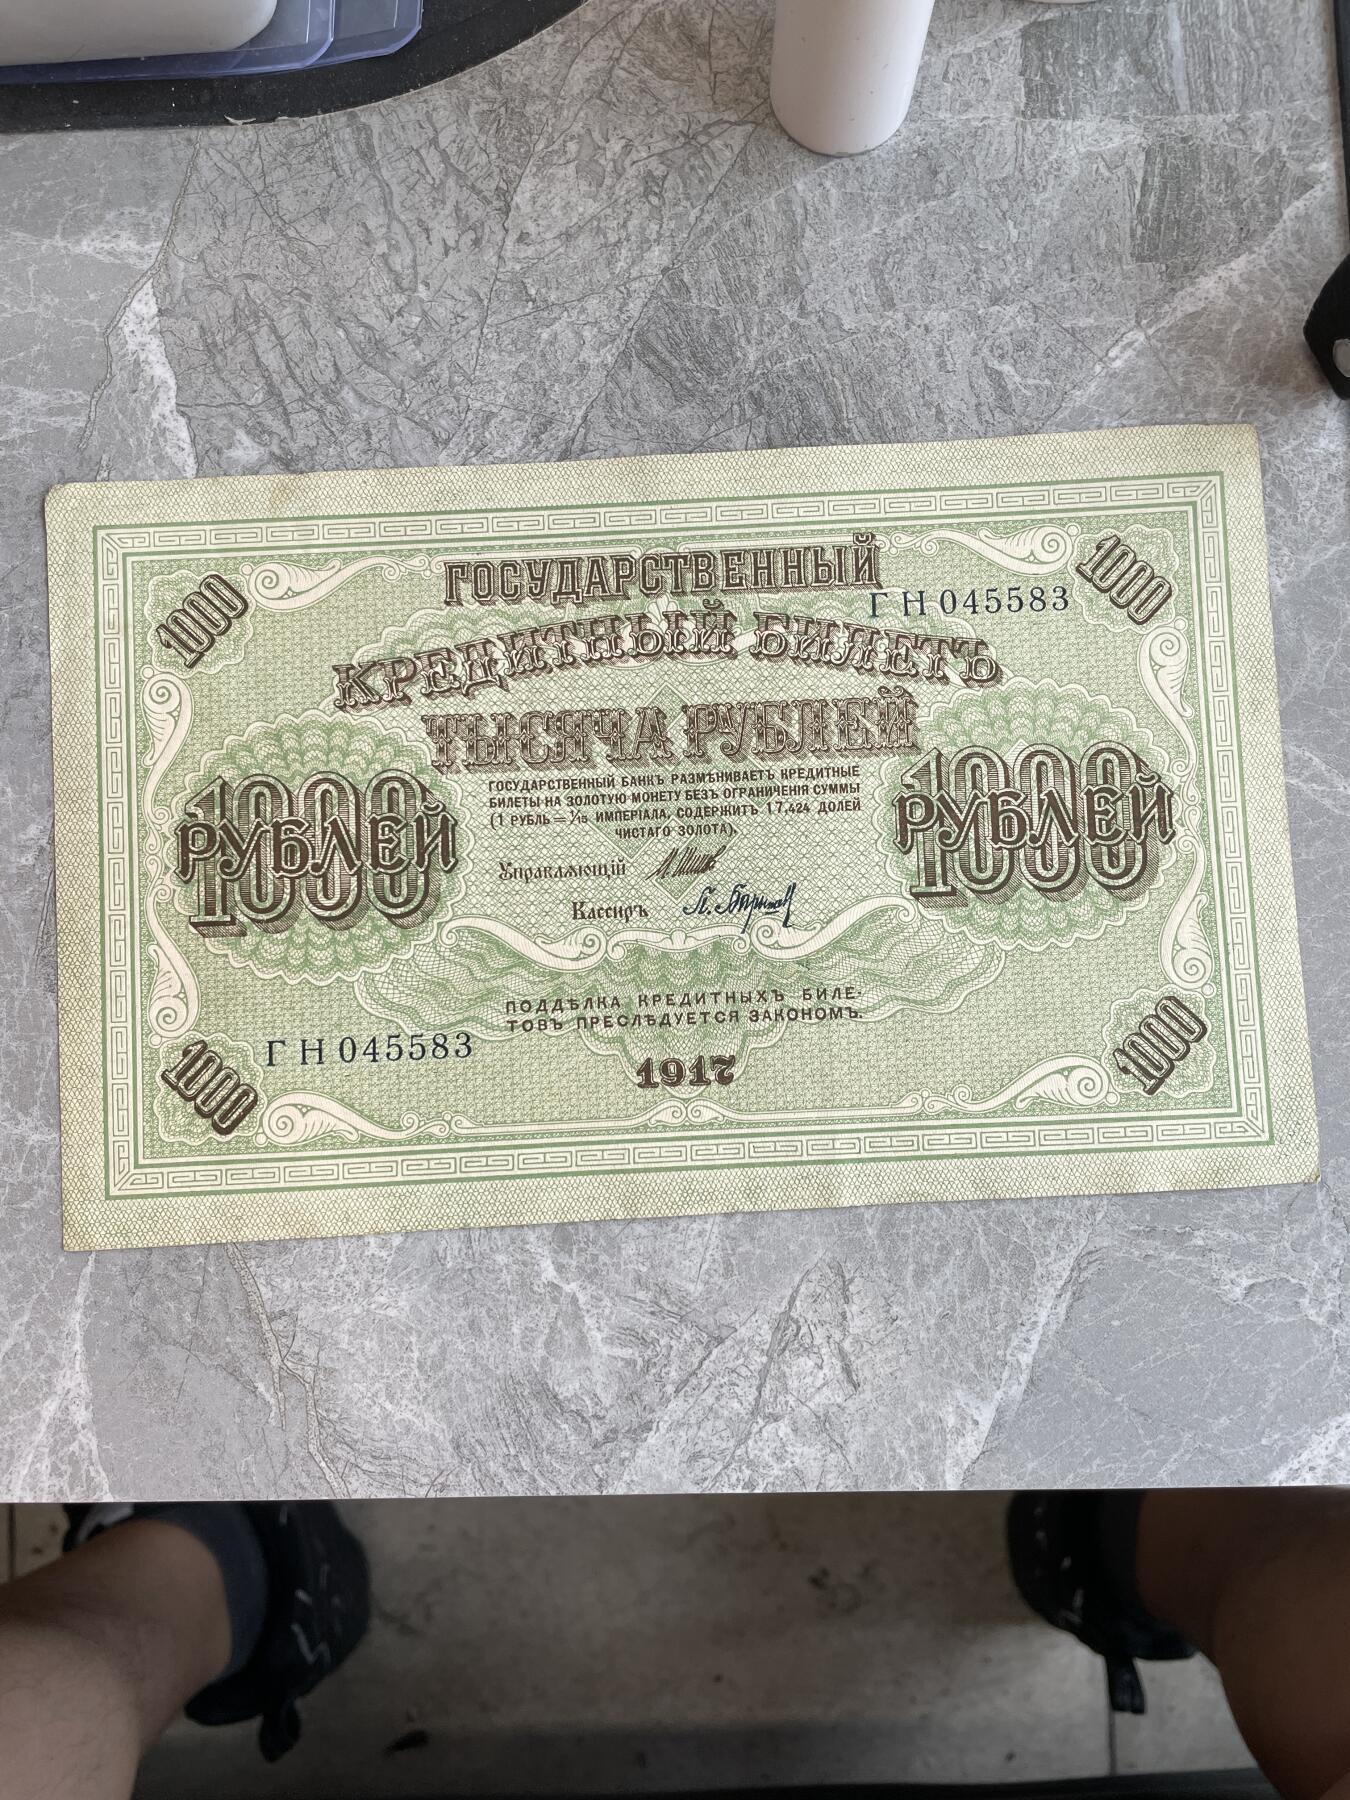 ГОСУДАРСТВЕННЫЙ
1000
1000
ГН 045583
КРЕДИТНЫЙ БИЛЕТЪ
ТЫСЯЧА РУБЛЕЙ
1000
РУБЛЕЙ
ГОСУДАРСТВЕННЫЙ БАНКЪ РАЗМѢНИВАЕТЪ КРЕДИТНЫЕ
БИЛЕТЫ НА ЗОЛОТУЮ МОНЕТУ БЕЗЪ ОГРАНИЧЕНІЯ СУММЫ
(1 РУБЛЬ = 1/15 ИМПЕРІАЛА, СОДЕРЖИТЪ 17,424 ДОЛЕЙ
ЧИСТАГО ЗОЛОТА).
1000
РУБЛЕЙ
Управляющій
Кассиръ
ПОДДѢЛКА КРЕДИТНЫХЪ БИЛЕ-
ТОВЪ ПРЕСЛѢДУЕТСЯ ЗАКОНОМЪ.
ГН 045583
1917
1000
1000